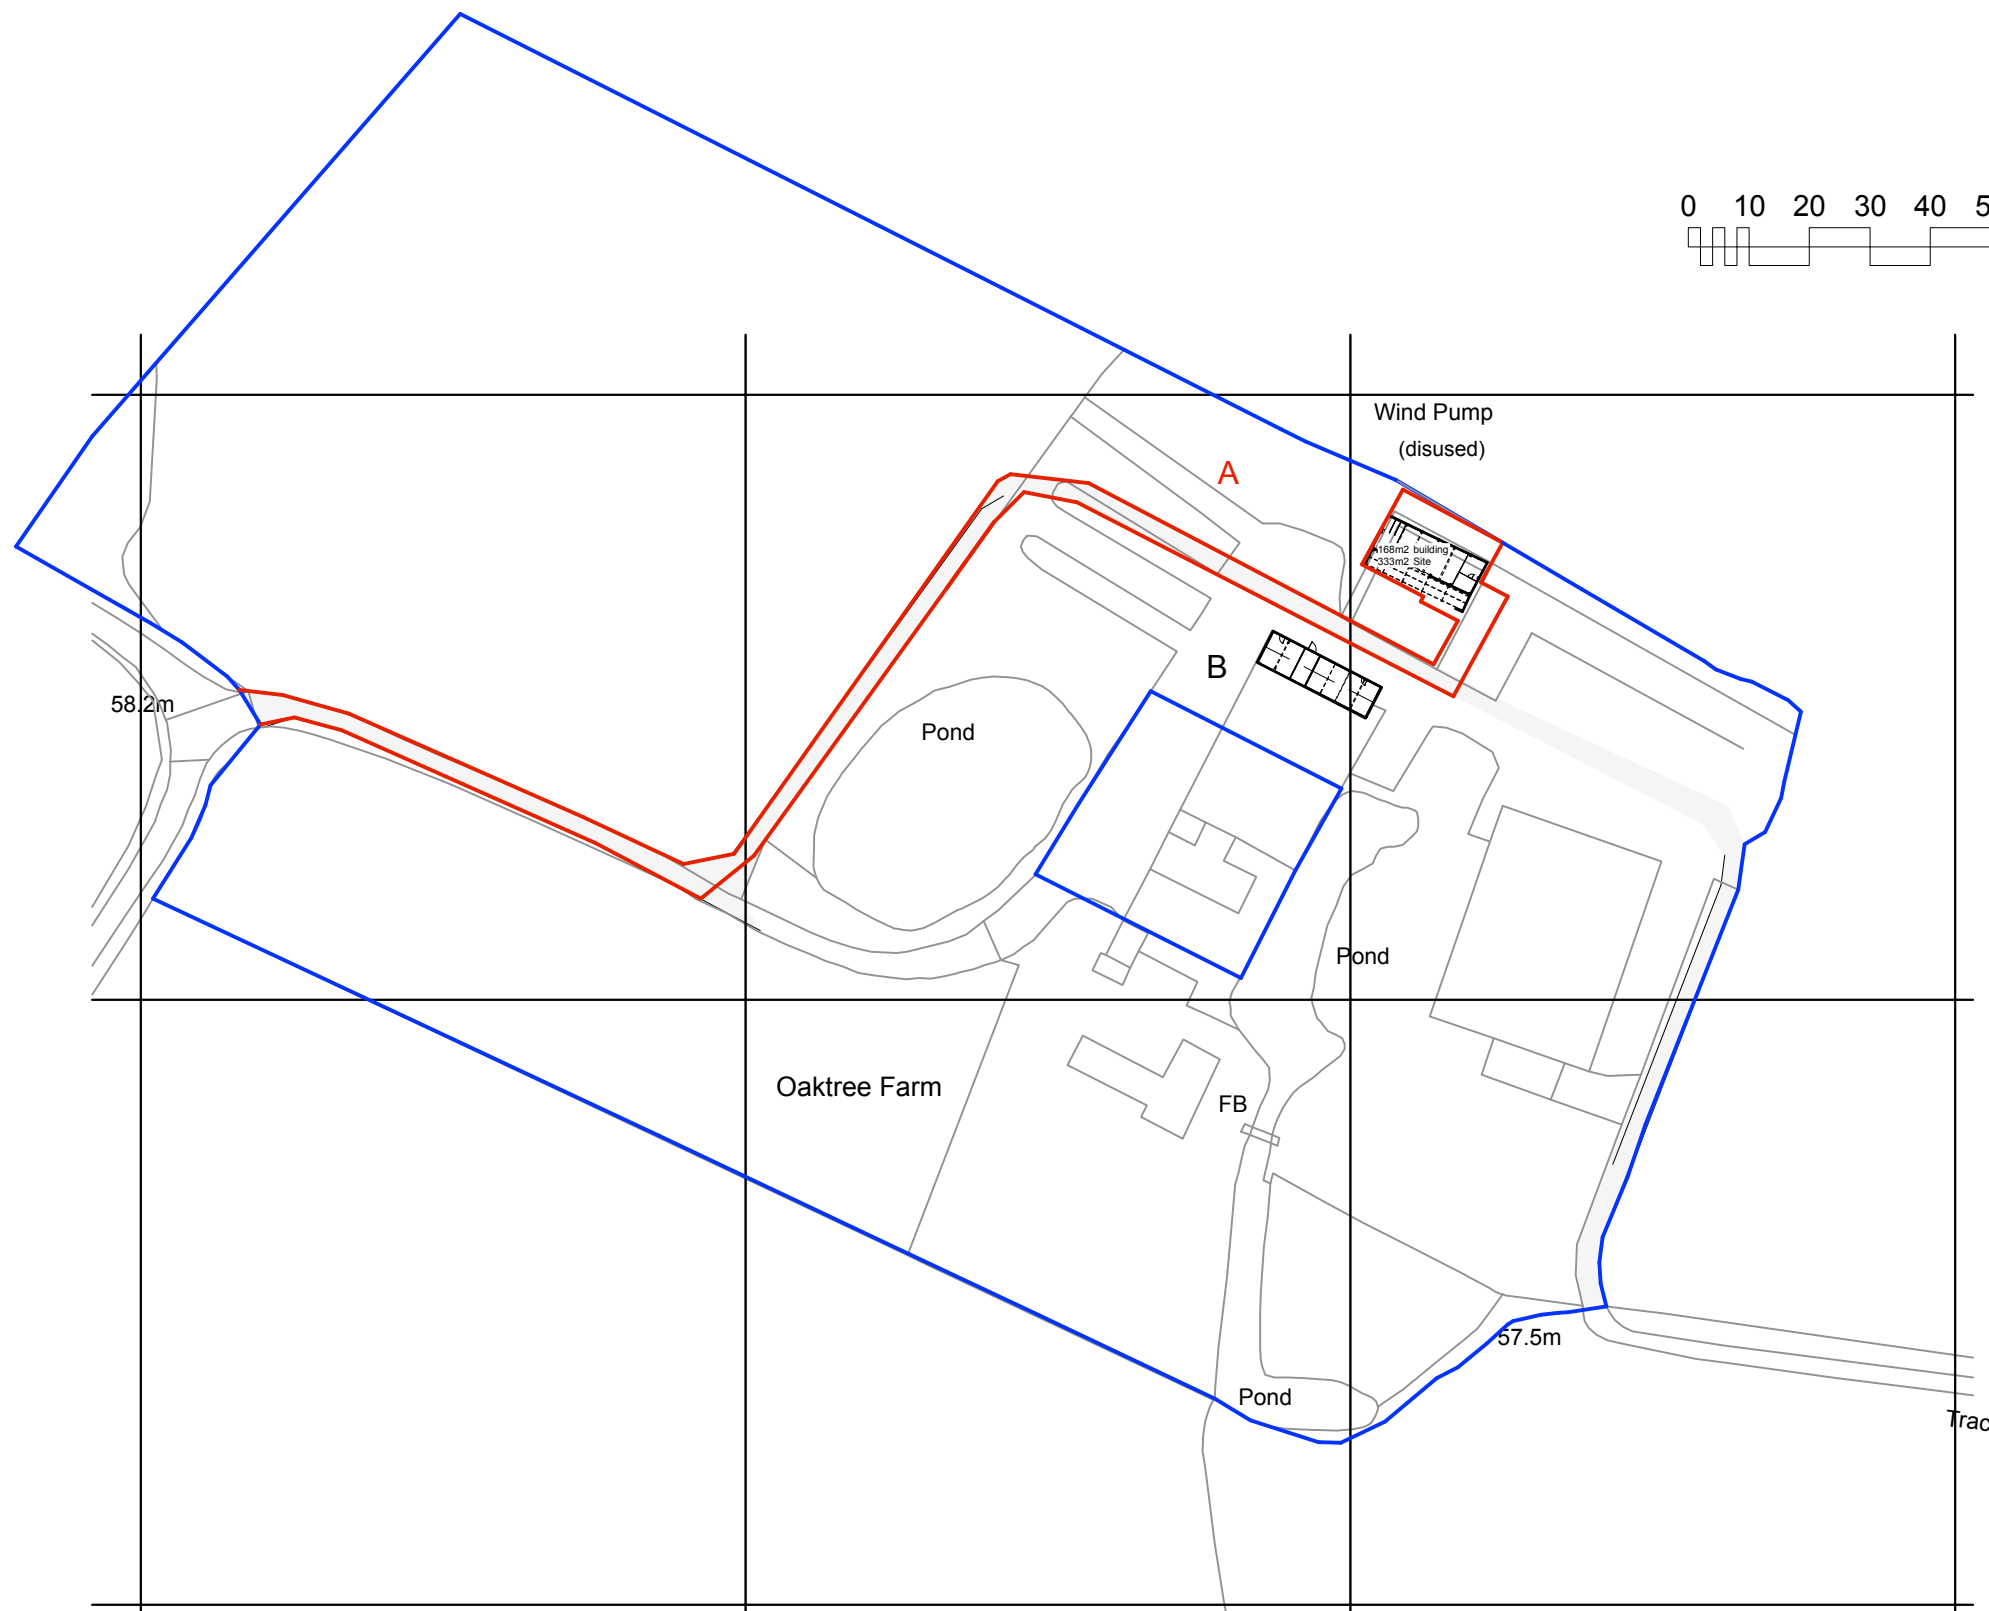 0 10 20 30 40 5
Wind Pump
(disused)
A
168m2 building
333m2 Site
B
58.2m
Pond
Pond
Oaktree Farm
FB
57.5m
Pond
Trac